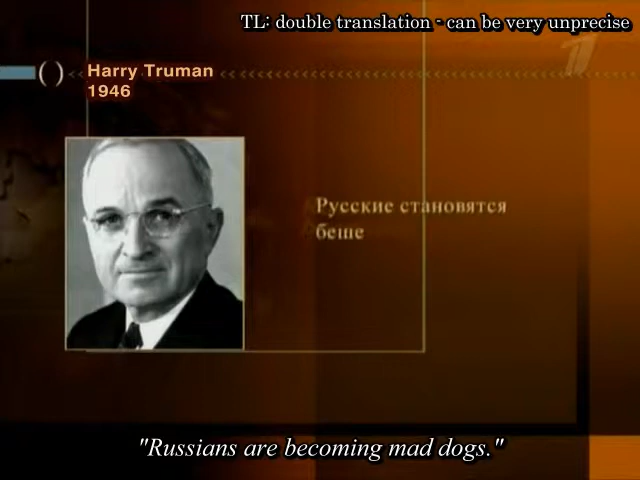 TL: double translation - can be very unprecise
Harry Truman
1946
Русские становятся
беше
"Russians are becoming mad dogs."